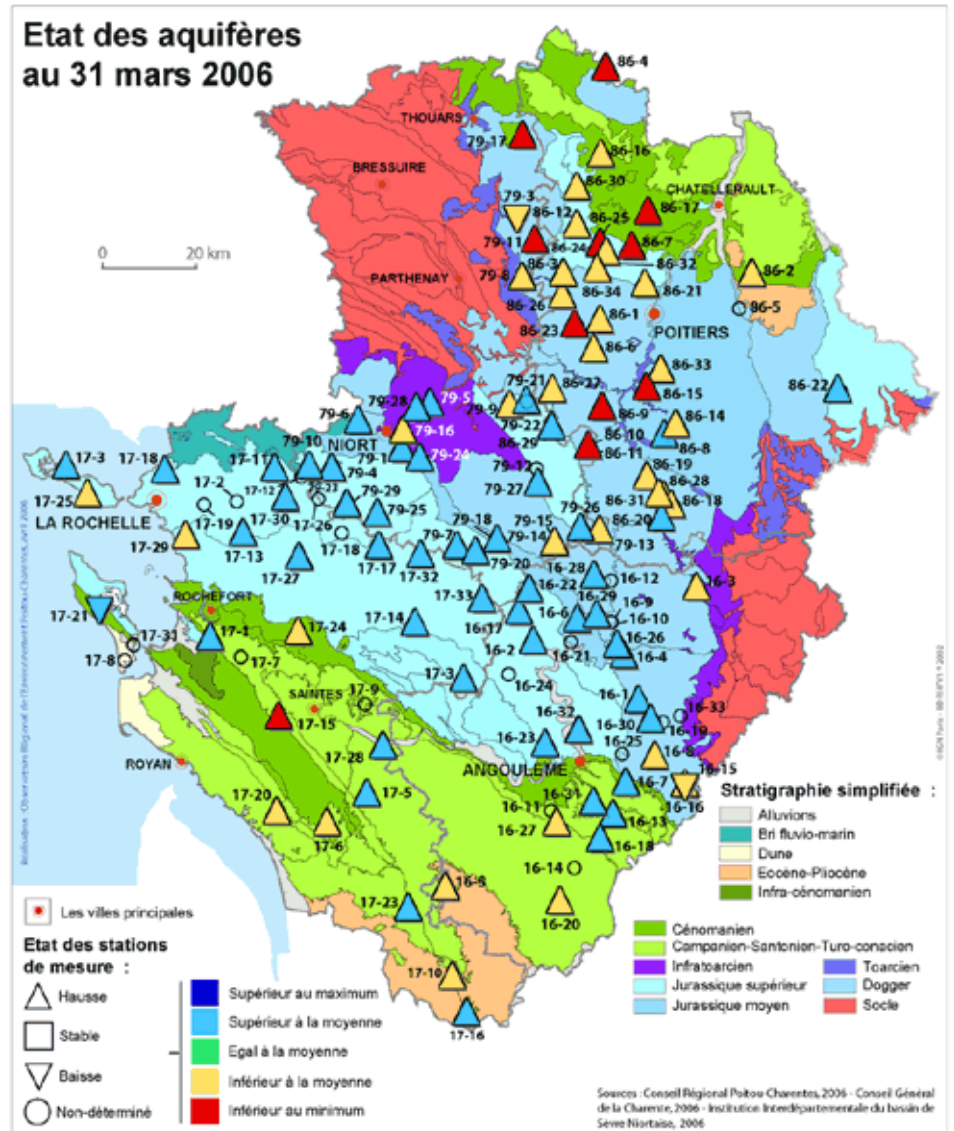 Etat des aquifères
au 31 mars 2006
86-4
THOUARS
79-17
86-16
BRESSUIRE
86-30
CHATELLERAULT
79-3
86-12
86-25
86-17
0 20 km
79-11
86-24
86-7
PARTHENAY
79-8
86-3
86-32
86-2
86-34
86-21
86-26
86-5
86-23
86-1
POITIERS
86-6
86-33
79-21
86-27
86-15
86-22
79-28
79-5
79-9
79-6
86-9
86-14
NIORT
79-16
79-22
86-29
86-10
86-8
79-10
79-1
79-24
86-11
17-3
17-18
17-11
79-4
79-12
86-19
17-25
17-2
17-12
79-23
79-29
79-27
86-31
86-28
LA ROCHELLE
17-19
17-30
17-26
79-25
79-26
86-20
86-18
17-29
17-13
17-18
79-7
79-18
79-15
79-14
79-13
17-27
17-17
17-32
79-20
16-28
16-12
16-3
ROCHEFORT
17-33
16-22
16-29
17-21
17-31
17-1
17-24
17-14
16-17
16-6
16-9
16-10
17-8
17-7
16-2
16-21
16-26
16-4
SAINTES
17-9
17-3
16-24
16-1
17-15
16-32
16-30
16-33
16-19
17-28
16-23
16-25
ROYAN
ANGOULEME
16-8
16-15
17-5
16-31
16-7
17-20
16-11
16-16
17-6
16-27
16-13
16-18
16-14
16-5
17-23
16-20
17-10
17-16
Stratigraphie simplifiée :
Alluvions
Bri fluvio-marin
Dune
Eocène-Pliocène
Infra-cénomanien
Cénomanien
Campanien-Santonien-Turo-conacien
Infratoarcien
Toarcien
Jurassique supérieur
Dogger
Jurassique moyen
Socle
Les villes principales
Etat des stations
de mesure :
Hausse
Stable
Baisse
Non-déterminé
Supérieur au maximum
Supérieur à la moyenne
Egal à la moyenne
Inférieur à la moyenne
Inférieur au minimum
Sources : Conseil Régional Poitou-Charentes, 2006 - Conseil Général
de la Charente, 2006 - Institution Interdépartementale du bassin de
Sèvre Niortaise, 2006
Réalisation : Observatoire Régional de l'Environnement Poitou-Charentes, avril 2006